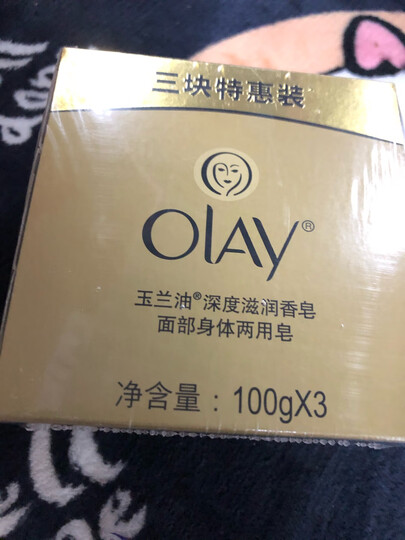 三块特惠装
OLAY®
玉兰油®深度滋润香皂
面部身体两用皂
净含量：100gX3